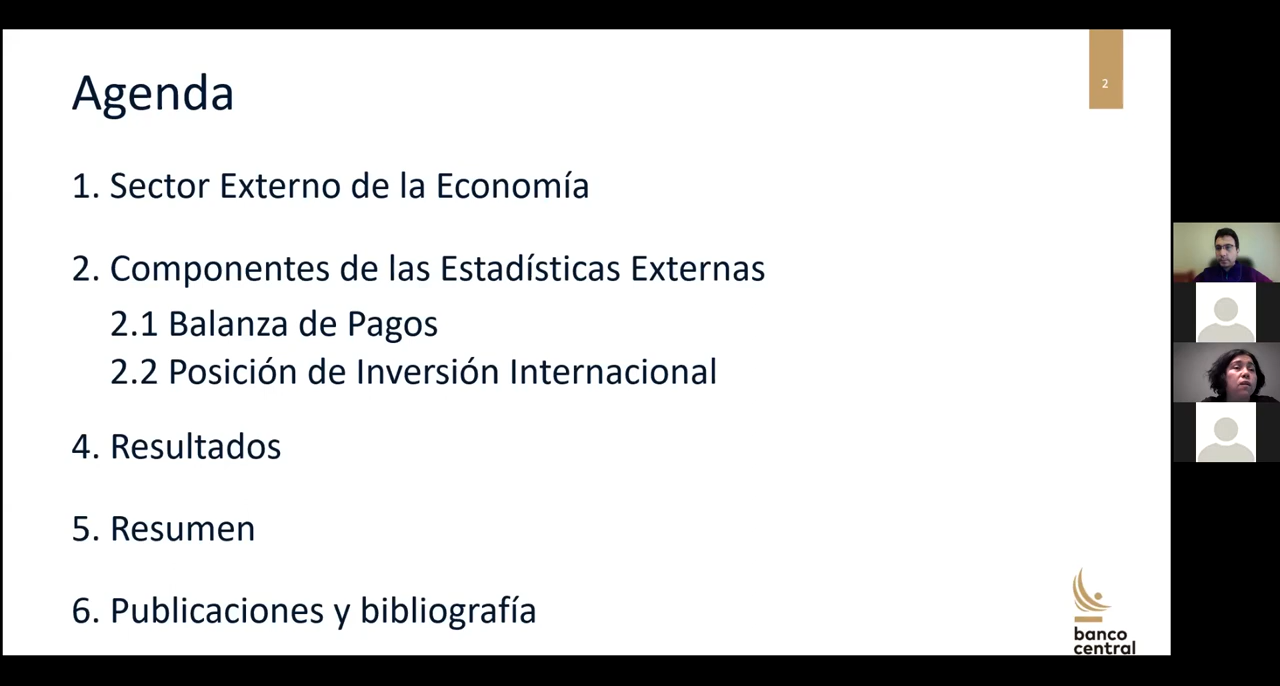 Agenda
2
1. Sector Externo de la Economía
2. Componentes de las Estadísticas Externas
2.1 Balanza de Pagos
2.2 Posición de Inversión Internacional
4. Resultados
5. Resumen
6. Publicaciones y bibliografía
banco
central